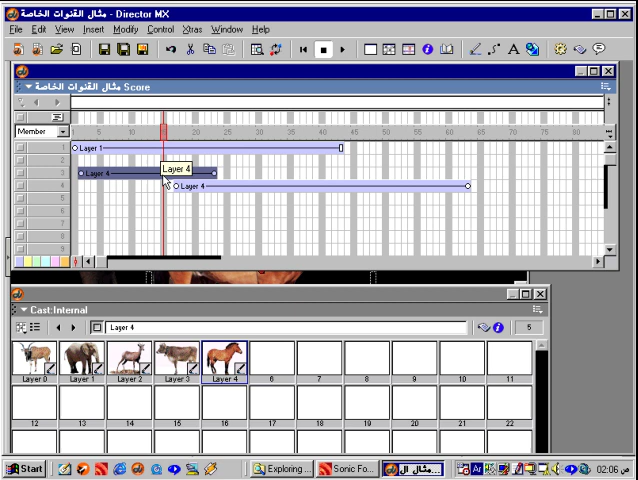 مثال القنوات الخاصة - Director MX
File Edit View Insert Modify Control Xtras Window Help
مثال القنوات الخاصة Score
Member 1 5 10 20 25 30 35 40 45 50 55 60 65 70 75 80
1 Layer 1
2
Layer 4
3 Layer 4
4 Layer 4
5
6
7
8
9
Cast:Internal
Layer 4 5
Layer 0 Layer 1 Layer 2 Layer 3 Layer 4 6 7 8 9 10 11
12 13 14 15 16 17 18 19 20 21 22
Start Exploring ... Sonic Fo... مثال ال... Ar 02:06 ص